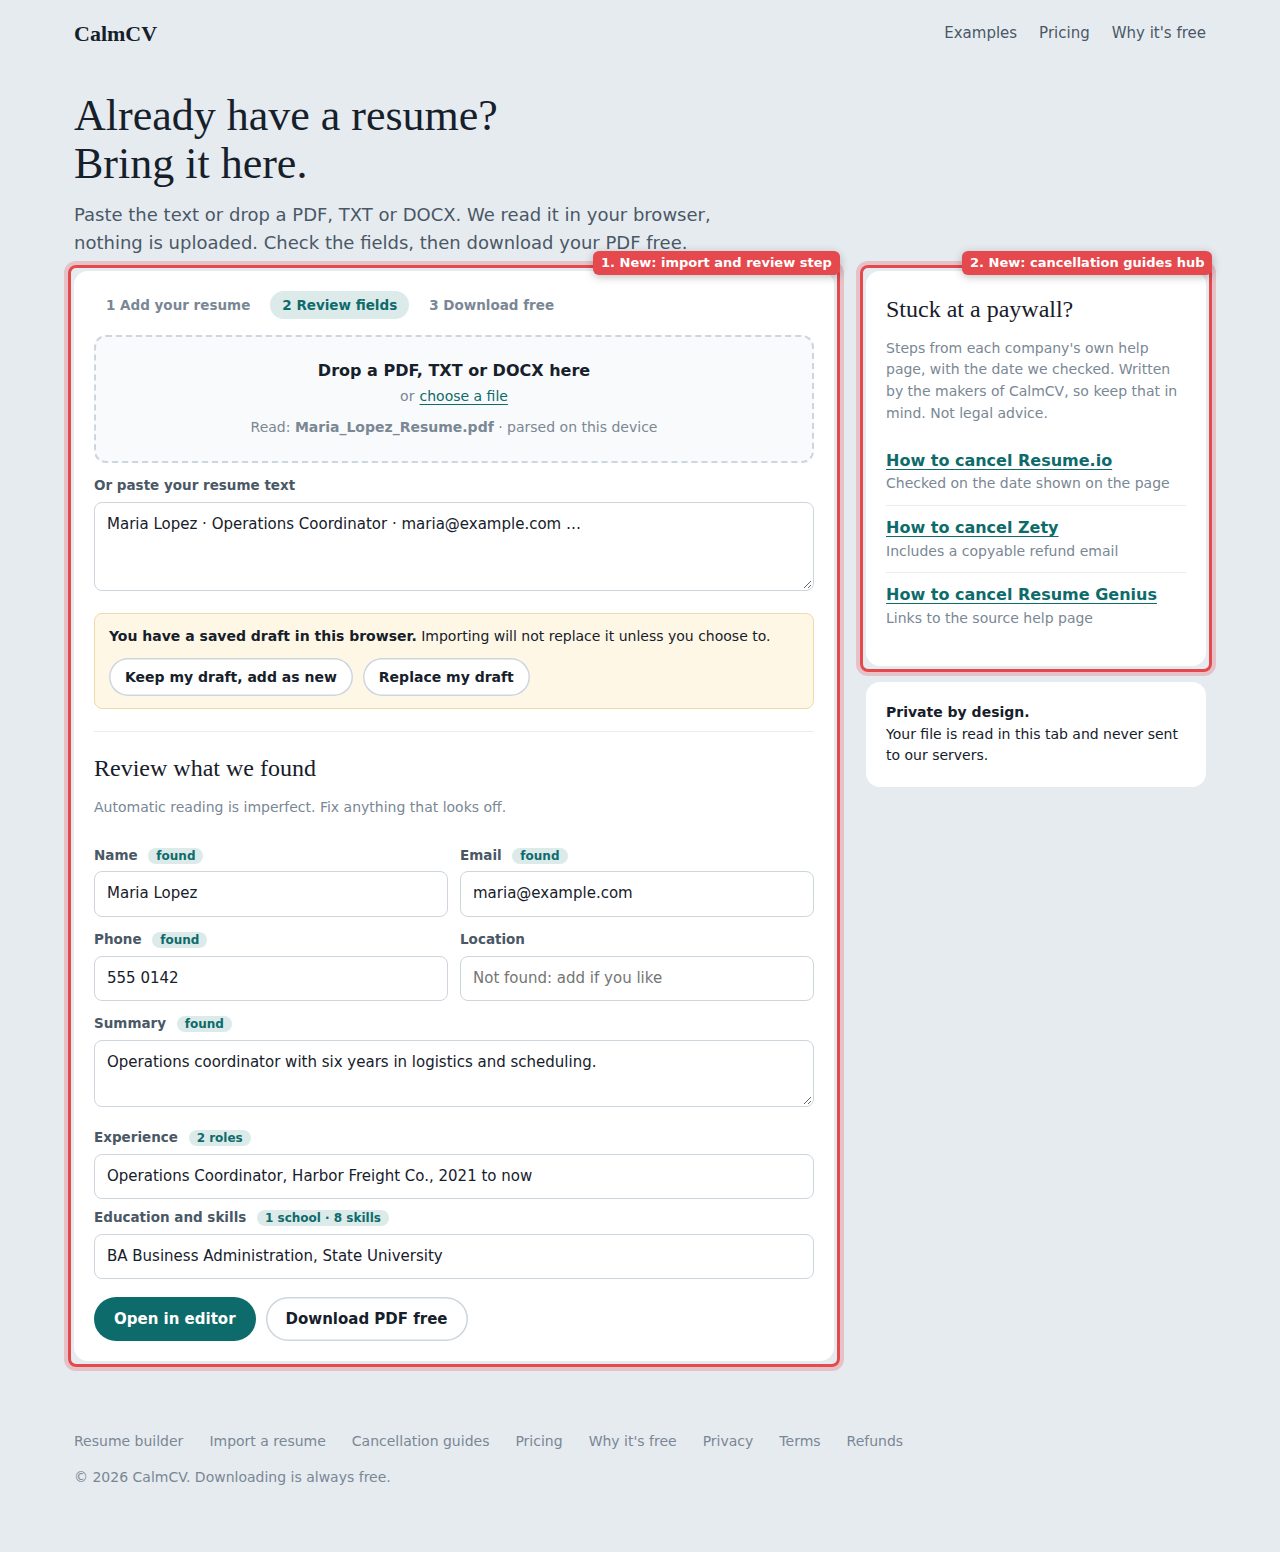 CalmCV
Examples Pricing Why it's free
Already have a resume?
Bring it here.
Paste the text or drop a PDF, TXT or DOCX. We read it in your browser,
nothing is uploaded. Check the fields, then download your PDF free.
1. New: import and review step
1 Add your resume 2 Review fields 3 Download free
Drop a PDF, TXT or DOCX here
or choose a file
Read: Maria_Lopez_Resume.pdf · parsed on this device
Or paste your resume text
Maria Lopez · Operations Coordinator · maria@example.com ...
You have a saved draft in this browser. Importing will not replace it unless you choose to.
Keep my draft, add as new Replace my draft
Review what we found
Automatic reading is imperfect. Fix anything that looks off.
Name found
Maria Lopez
Email found
maria@example.com
Phone found
555 0142
Location
Not found: add if you like
Summary found
Operations coordinator with six years in logistics and scheduling.
Experience 2 roles
Operations Coordinator, Harbor Freight Co., 2021 to now
Education and skills 1 school · 8 skills
BA Business Administration, State University
Open in editor Download PDF free
2. New: cancellation guides hub
Stuck at a paywall?
Steps from each company's own help
page, with the date we checked. Written
by the makers of CalmCV, so keep that in
mind. Not legal advice.
How to cancel Resume.io
Checked on the date shown on the page
How to cancel Zety
Includes a copyable refund email
How to cancel Resume Genius
Links to the source help page
Private by design.
Your file is read in this tab and never sent
to our servers.
Resume builder Import a resume Cancellation guides Pricing Why it's free Privacy Terms Refunds
© 2026 CalmCV. Downloading is always free.